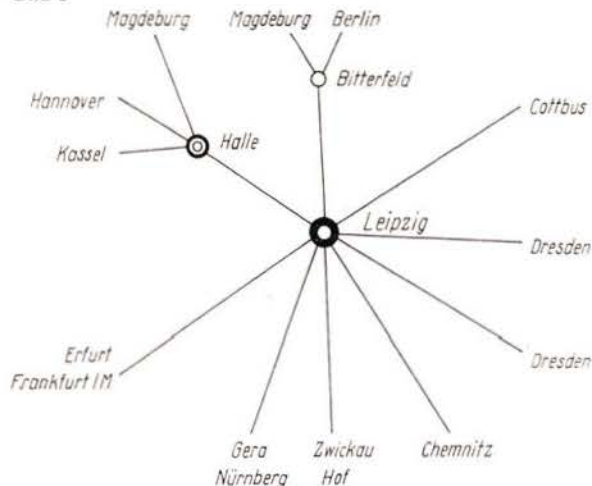 Magdeburg
Magdeburg
Berlin
Bitterfeld
Hannover
Cottbus
Kassel
Halle
Leipzig
Dresden
Erfurt
Frankfurt/M
Dresden
Gera
Nürnberg
Zwickau
Hof
Chemnitz